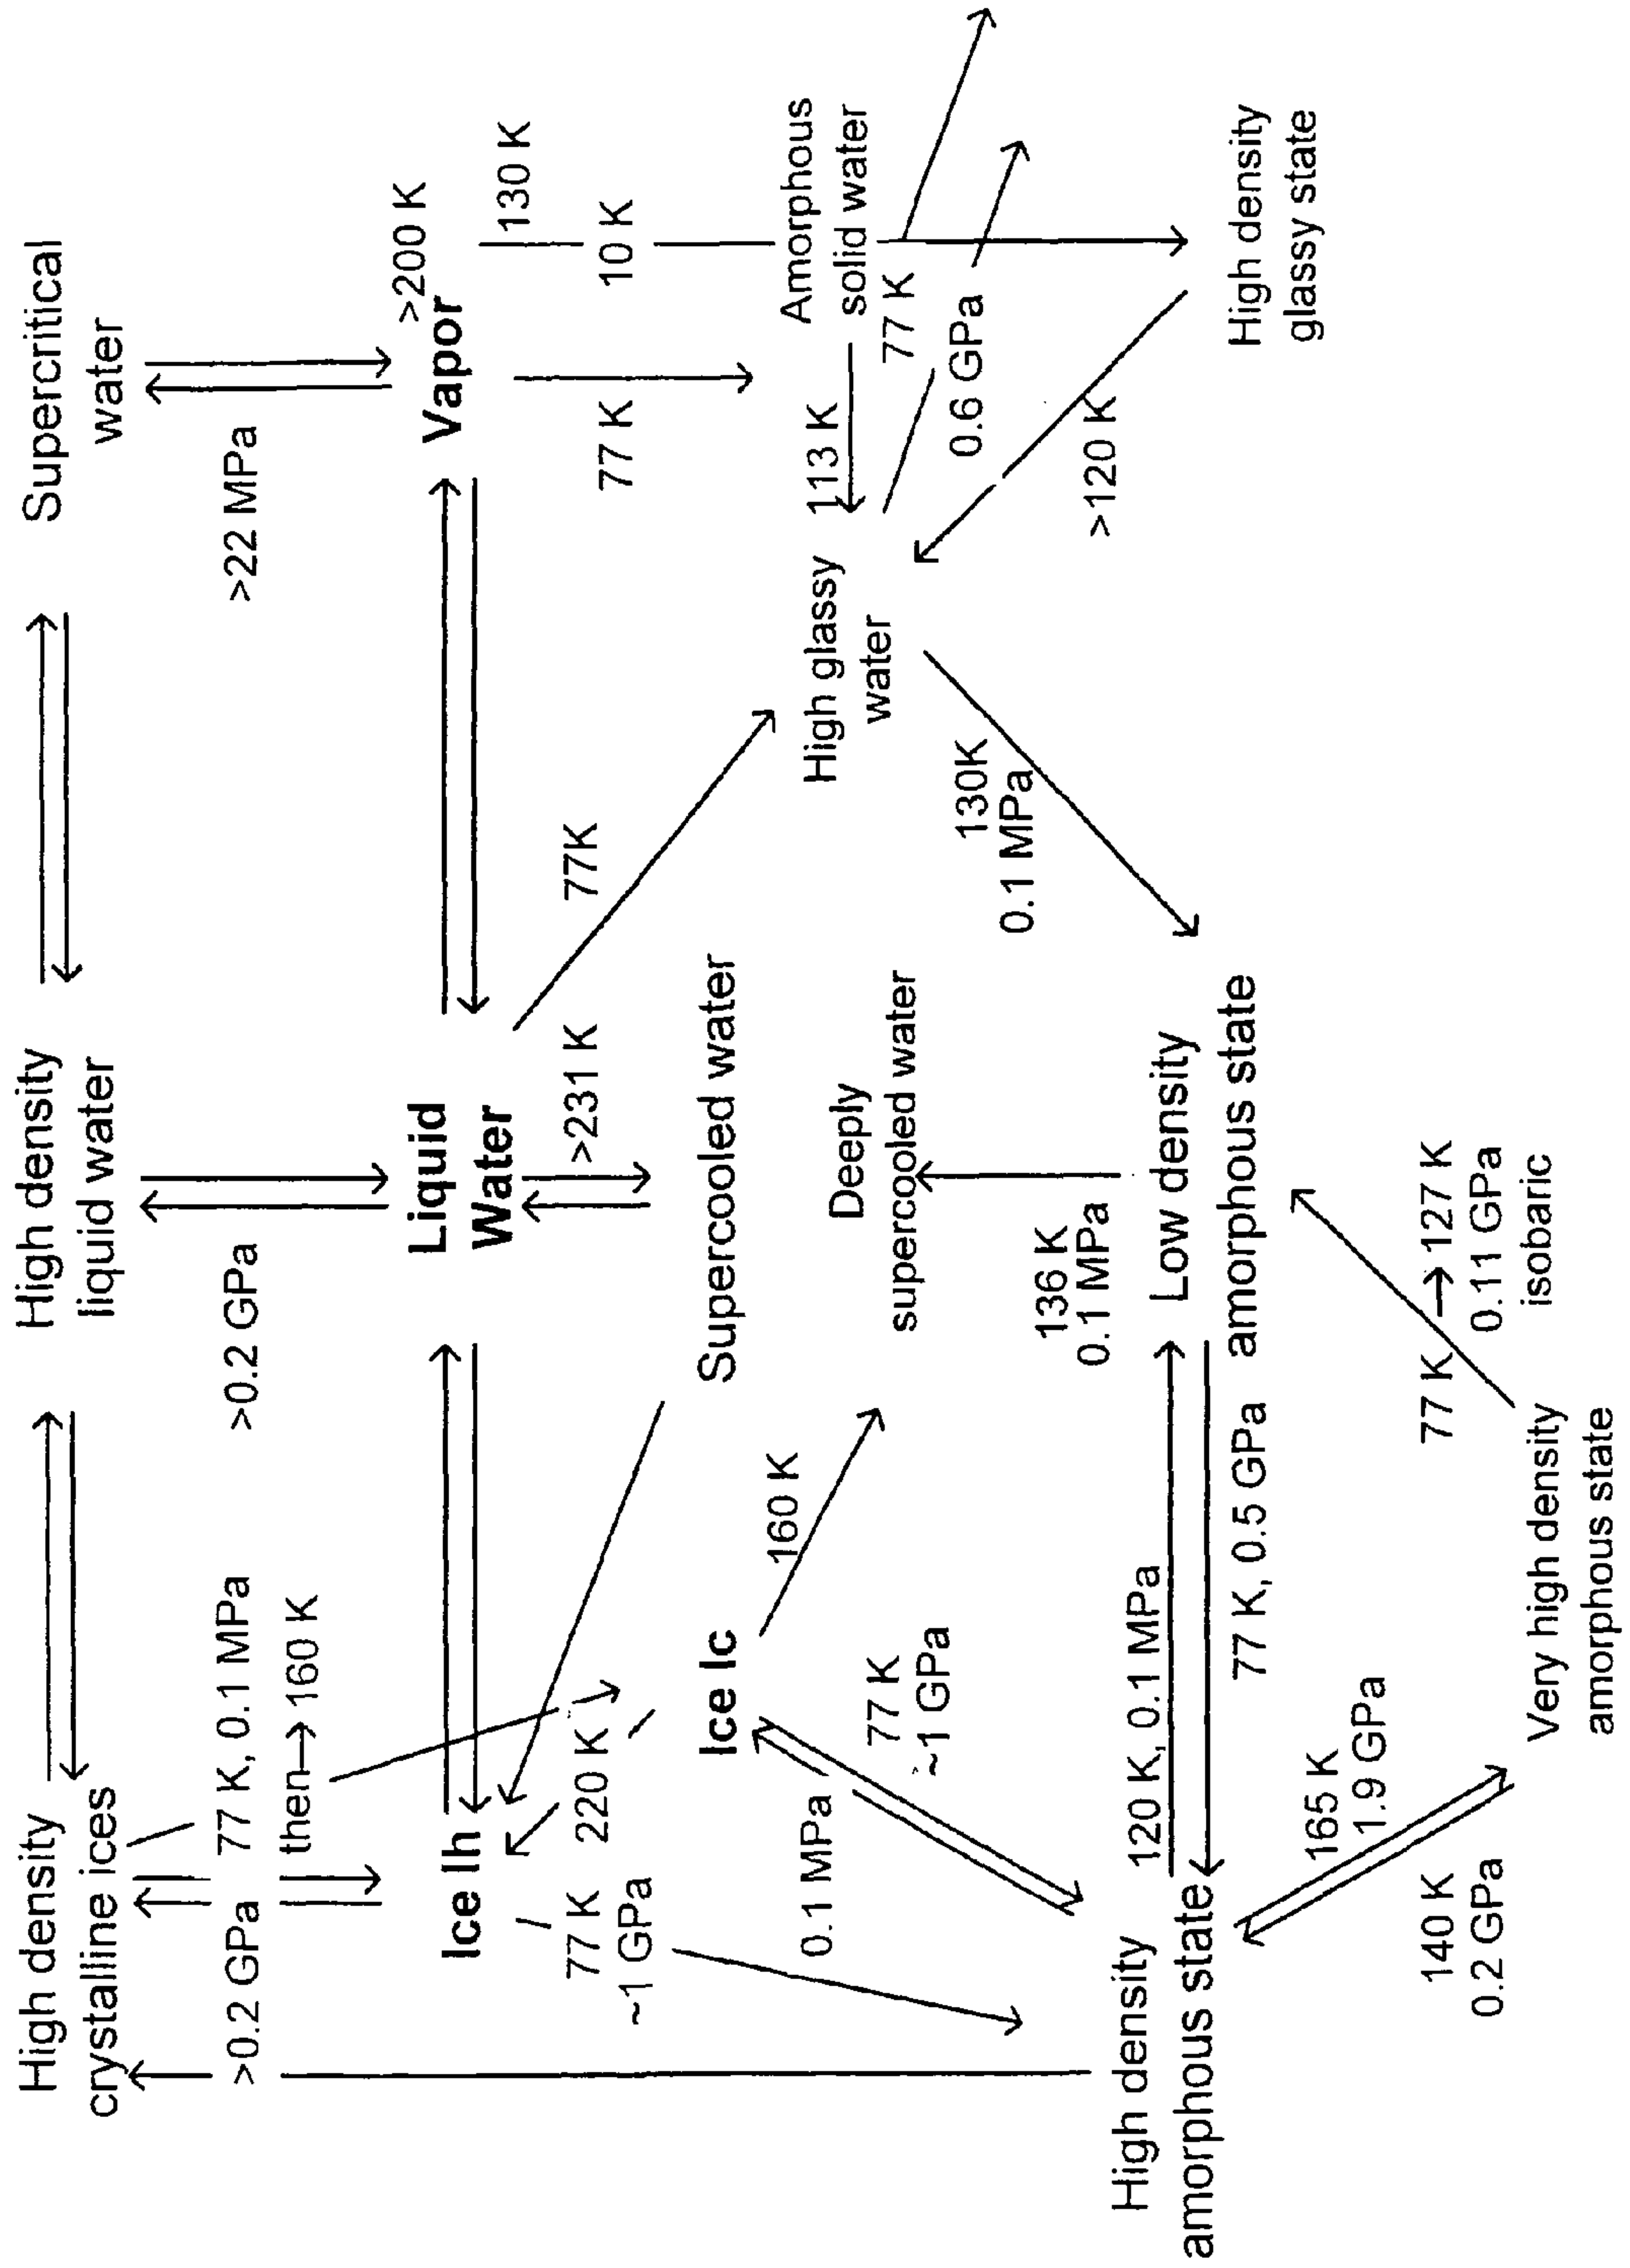 High density
crystalline ices
High density
liquid water
Supercritical
water
>0.2 GPa
77 K, 0.1 MPa
then→160 K
>0.2 GPa
>22 MPa
Ice Ih
Liquid
Water
Vapor
>200 K
77 K
~1 GPa
220 K
>231 K
77K
77 K
130 K
10 K
Ice Ic
Supercooled water
160 K
Deeply
supercooled water
High glassy
water
113 K
Amorphous
solid water
77 K
0.6 GPa
0.1 MPa
77 K
~1 GPa
136 K
0.1 MPa
130K
0.1 MPa
>120 K
High density
glassy state
High density
amorphous state
120 K, 0.1 MPa
77 K, 0.5 GPa
Low density
amorphous state
140 K
0.2 GPa
165 K
1.9 GPa
77 K → 127 K
0.11 GPa
isobaric
Very high density
amorphous state